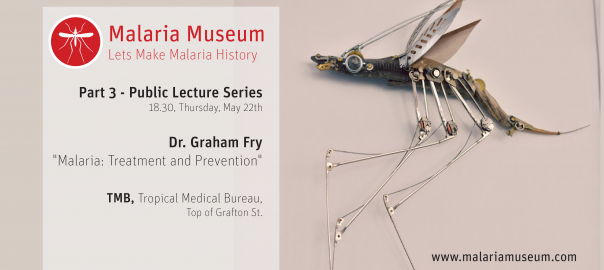 Malaria Museum
Lets Make Malaria History
Part 3 - Public Lecture Series
18.30, Thursday, May 22th
Dr. Graham Fry
"Malaria: Treatment and Prevention"
TMB, Tropical Medical Bureau,
Top of Grafton St.
www.malariamuseum.com